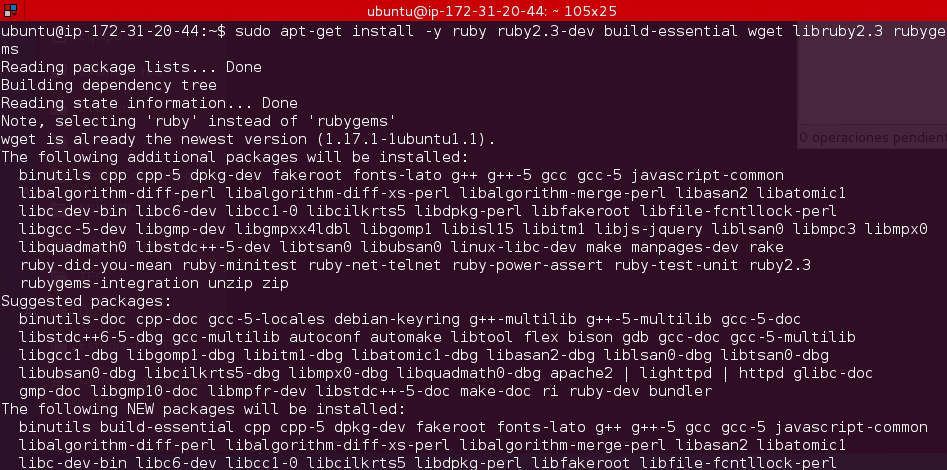 ubuntu@ip-172-31-20-44: ~ 105x25
ubuntu@ip-172-31-20-44:~$ sudo apt-get install -y ruby ruby2.3-dev build-essential wget libruby2.3 rubyge
ms
Reading package lists... Done
Building dependency tree
Reading state information... Done
Note, selecting 'ruby' instead of 'rubygems'
0 operaciones pendient
wget is already the newest version (1.17.1-1ubuntu1.1).
The following additional packages will be installed:
  binutils cpp cpp-5 dpkg-dev fakeroot fonts-lato g++ g++-5 gcc gcc-5 javascript-common
  libalgorithm-diff-perl libalgorithm-diff-xs-perl libalgorithm-merge-perl libasan2 libatomic1
  libc-dev-bin libc6-dev libcc1-0 libcilkrts5 libdpkg-perl libfakeroot libfile-fcntllock-perl
  libgcc-5-dev libgmp-dev libgmpxx4ldbl libgomp1 libisl15 libitm1 libjs-jquery liblsan0 libmpc3 libmpx0
  libquadmath0 libstdc++-5-dev libtsan0 libubsan0 linux-libc-dev make manpages-dev rake
  ruby-did-you-mean ruby-minitest ruby-net-telnet ruby-power-assert ruby-test-unit ruby2.3
  rubygems-integration unzip zip
Suggested packages:
  binutils-doc cpp-doc gcc-5-locales debian-keyring g++-multilib g++-5-multilib gcc-5-doc
  libstdc++6-5-dbg gcc-multilib autoconf automake libtool flex bison gdb gcc-doc gcc-5-multilib
  libgcc1-dbg libgomp1-dbg libitm1-dbg libatomic1-dbg libasan2-dbg liblsan0-dbg libtsan0-dbg
  libubsan0-dbg libcilkrts5-dbg libmpx0-dbg libquadmath0-dbg apache2 | lighttpd | httpd glibc-doc
  gmp-doc libgmp10-doc libmpfr-dev libstdc++-5-doc make-doc ri ruby-dev bundler
The following NEW packages will be installed:
  binutils build-essential cpp cpp-5 dpkg-dev fakeroot fonts-lato g++ g++-5 gcc gcc-5 javascript-common
  libalgorithm-diff-perl libalgorithm-diff-xs-perl libalgorithm-merge-perl libasan2 libatomic1
  libc-dev-bin libc6-dev libcc1-0 libcilkrts5 libdpkg-perl libfakeroot libfile-fcntllock-perl